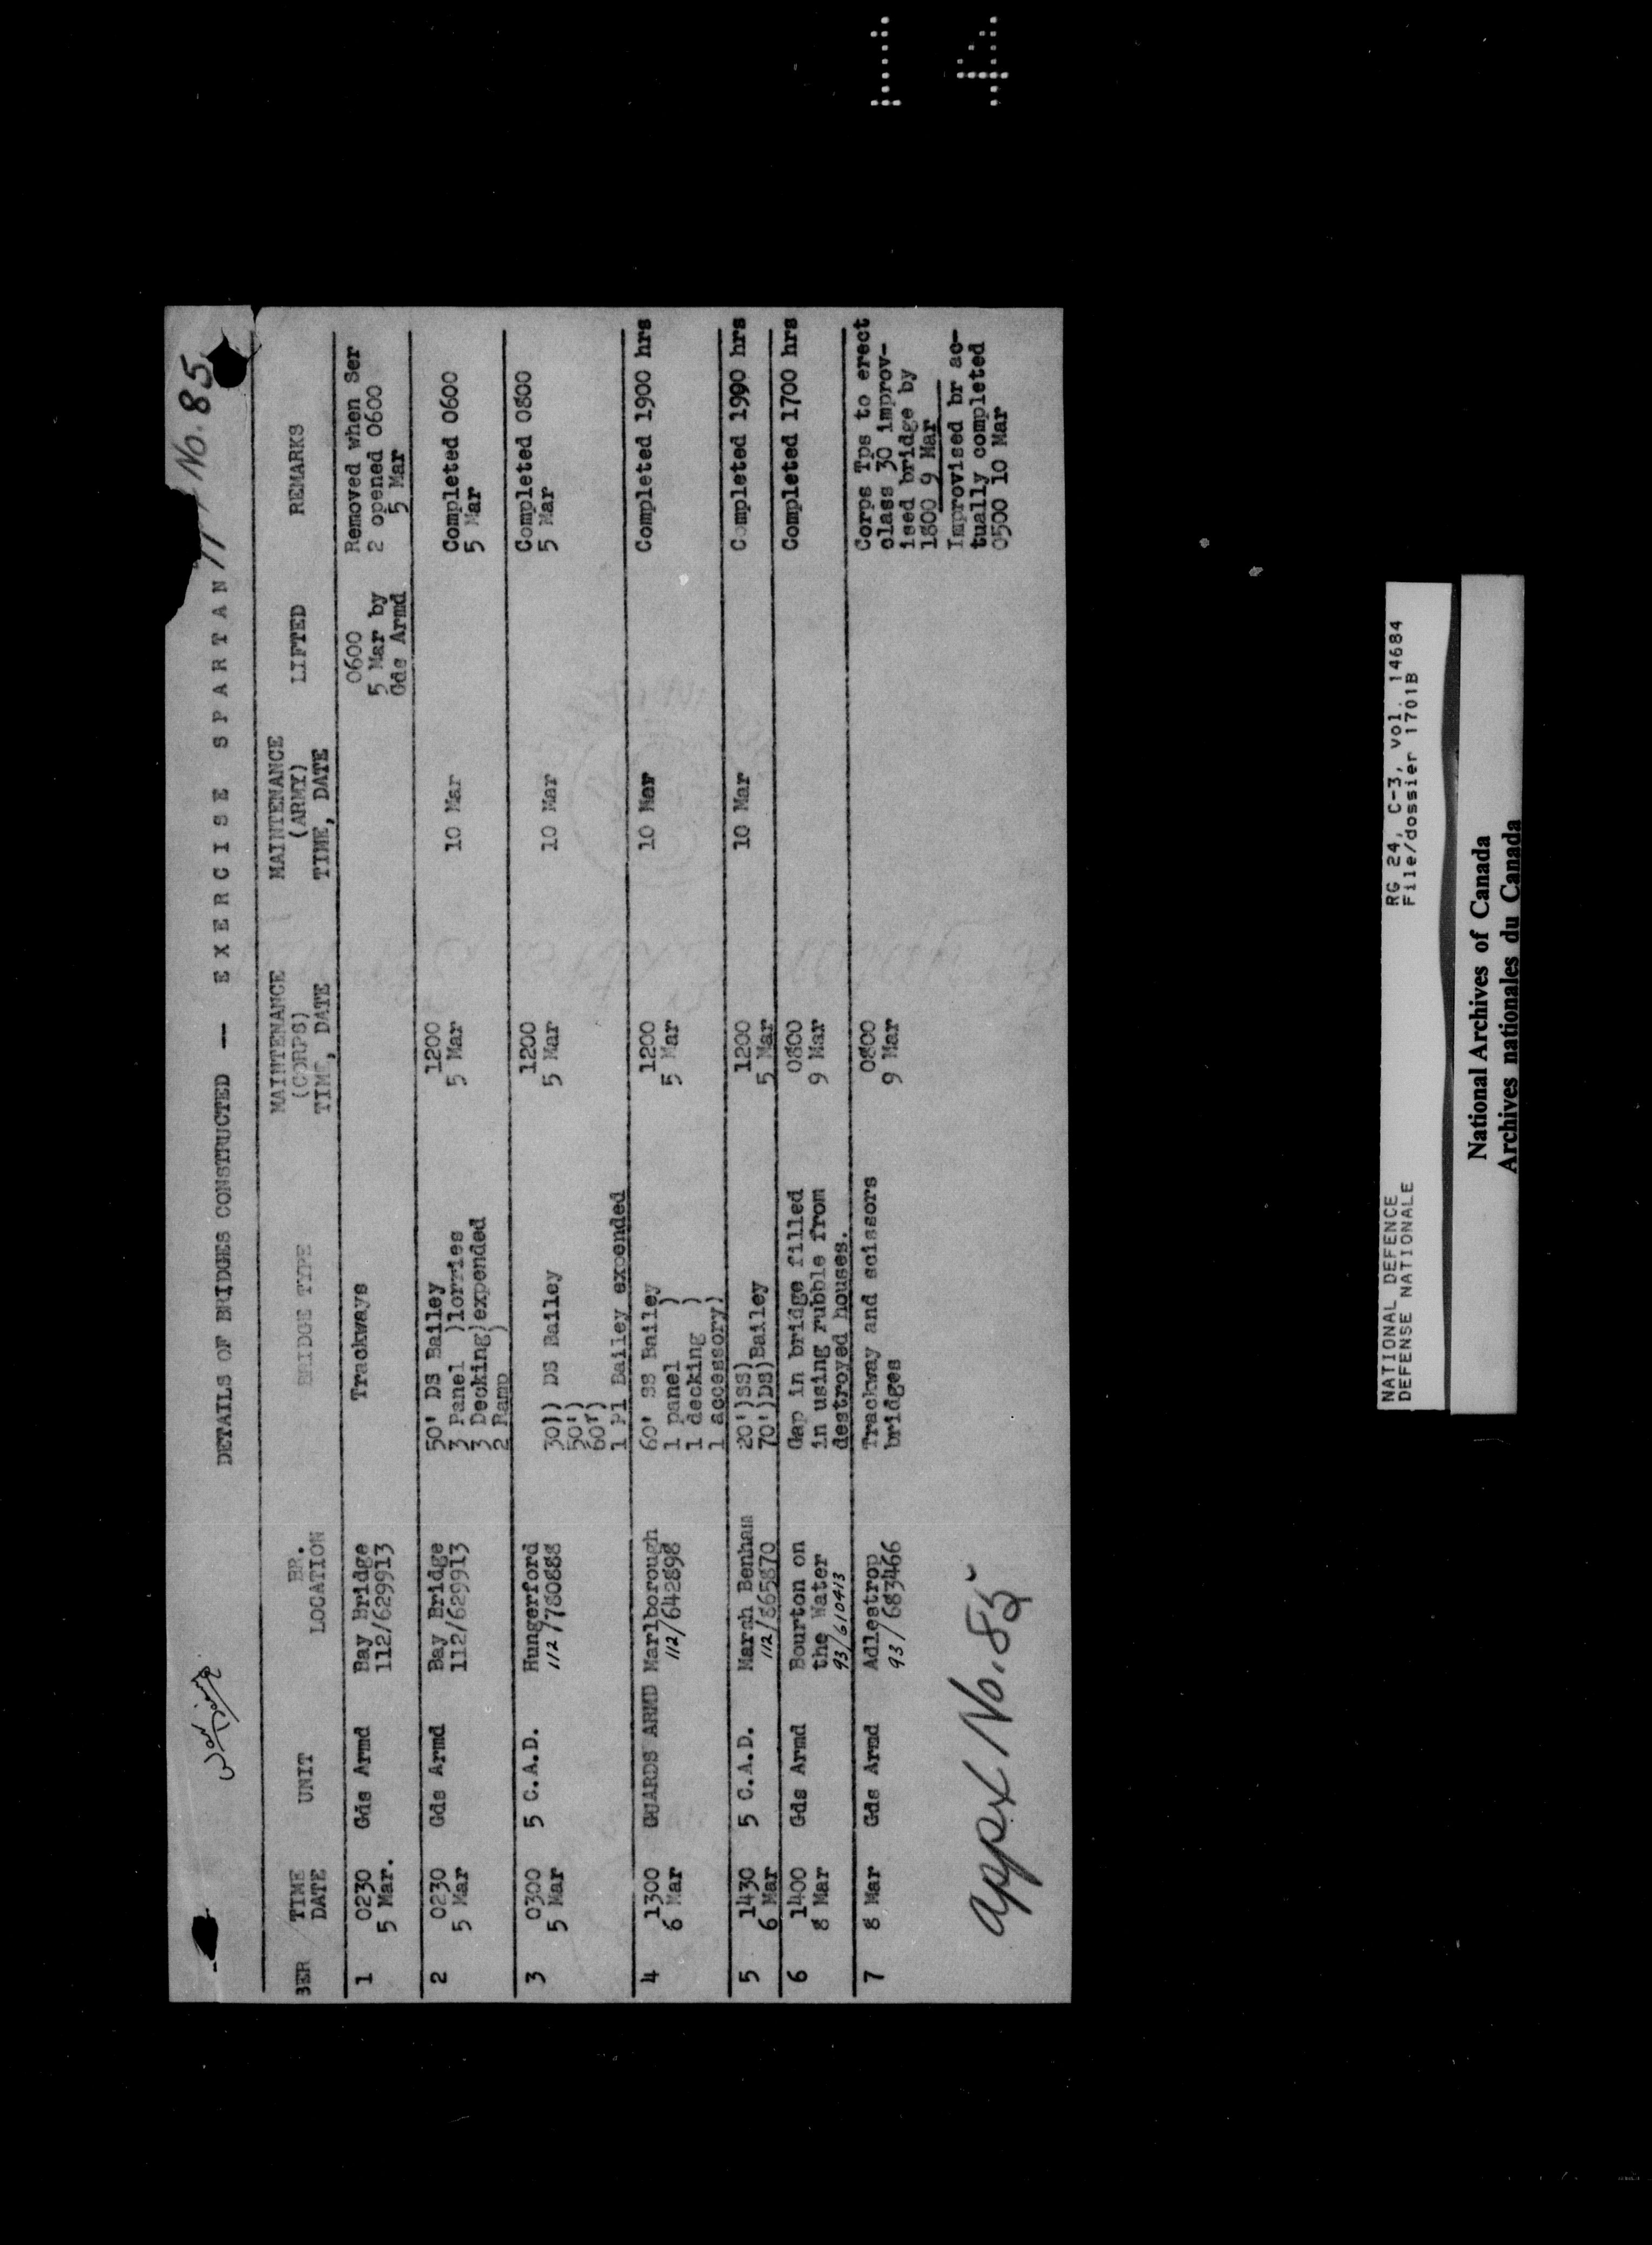 Appx No. 85
DETAILS OF BRIDGES CONSTRUCTED -- EXERCISE SPARTAN
SER TIME DATE UNIT BR. LOCATION BRIDGE TYPE MAINTENANCE (CORPS) TIME, DATE MAINTENANCE (ARMY) TIME, DATE LIFTED REMARKS
1 0230 Gds Armd Bay Bridge Trackways 0600 Removed when Ser
5 Mar. 112/629913 5 Mar by 2 opened 0600
Gds Armd 5 Mar
2 0230 Gds Armd Bay Bridge 50' DS Bailey 1200 10 Mar Completed 0600
5 Mar 112/629913 3 Panel )lorries 5 Mar 5 Mar
3 Decking)expended
2 Ramp )
3 0300 5 C.A.D. Hungerford 30') DS Bailey 1200 10 Mar Completed 0800
5 Mar 112/780888 50') 5 Mar 5 Mar
60')
1 Pl Bailey expended
4 1300 GUARDS ARMD Marlborough 60' SS Bailey 1200 10 Mar Completed 1900 hrs
6 Mar 112/642898 1 panel ) 5 Mar
1 decking )
1 accessory)
5 1430 5 C.A.D. Marsh Benham 20')SS) 1200 10 Mar Completed 1990 hrs
6 Mar 112/865870 70')DS)Bailey 5 Mar
6 1400 Gds Armd Bourton on Gap in bridge filled 0800 Completed 1700 hrs
8 Mar the Water in using rubble from 9 Mar
93/610413 destroyed houses.
7 8 Mar Gds Armd Adlestrop Trackway and scissors 0800 Corps Tps to erect
93/683466 bridges 9 Mar class 30 improv-
ised bridge by
1800 9 Mar
Improvised br ac-
tually completed
0500 10 Mar
Appx No. 85
NATIONAL DEFENCE RG 24, C-3, vol. 14684
DEFENSE NATIONALE File/dossier 1701B
National Archives of Canada
Archives nationales du Canada